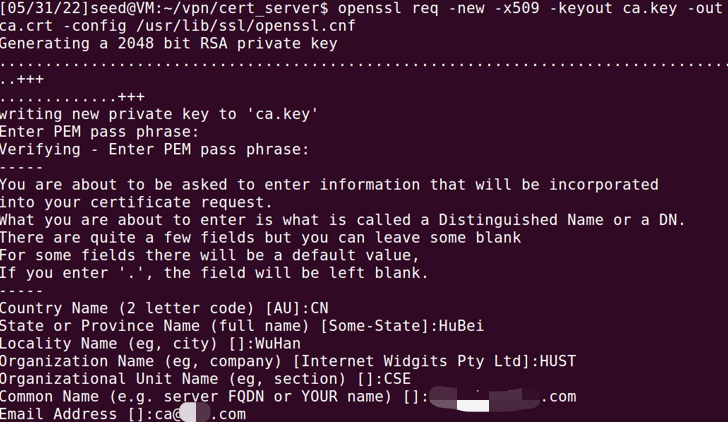 [05/31/22]seed@VM:~/vpn/cert_server$ openssl req -new -x509 -keyout ca.key -out
ca.crt -config /usr/lib/ssl/openssl.cnf
Generating a 2048 bit RSA private key
................................................................................
..+++
.............+++
writing new private key to 'ca.key'
Enter PEM pass phrase:
Verifying - Enter PEM pass phrase:
-----
You are about to be asked to enter information that will be incorporated
into your certificate request.
What you are about to enter is what is called a Distinguished Name or a DN.
There are quite a few fields but you can leave some blank
For some fields there will be a default value,
If you enter '.', the field will be left blank.
-----
Country Name (2 letter code) [AU]:CN
State or Province Name (full name) [Some-State]:HuBei
Locality Name (eg, city) []:WuHan
Organization Name (eg, company) [Internet Widgits Pty Ltd]:HUST
Organizational Unit Name (eg, section) []:CSE
Common Name (e.g. server FQDN or YOUR name) []: .com
Email Address []:ca@ .com